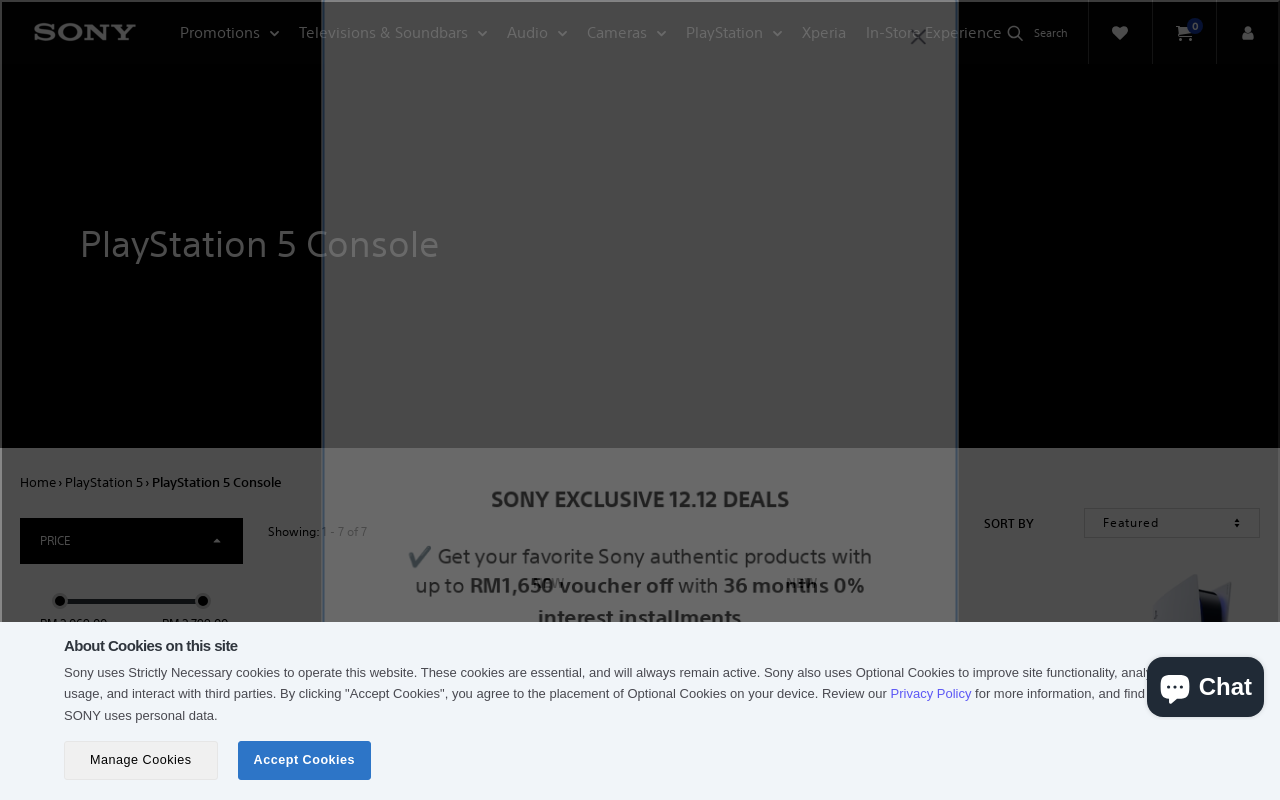 SONY
Promotions
Televisions & Soundbars
Audio
Cameras
PlayStation
Xperia
In-Store Experience
Search
0
PlayStation 5 Console
Home › PlayStation 5 › PlayStation 5 Console
PRICE
Showing: 1 - 7 of 7
SORT BY
Featured
SONY EXCLUSIVE 12.12 DEALS
✔ Get your favorite Sony authentic products with
up to RM1,650 voucher off with 36 months 0%
interest installments
NEW
NEW
About Cookies on this site
Sony uses Strictly Necessary cookies to operate this website. These cookies are essential, and will always remain active. Sony also uses Optional Cookies to improve site functionality,
usage, and interact with third parties. By clicking "Accept Cookies", you agree to the placement of Optional Cookies on your device. Review our Privacy Policy for more information, and find
SONY uses personal data.
Chat
Manage Cookies
Accept Cookies